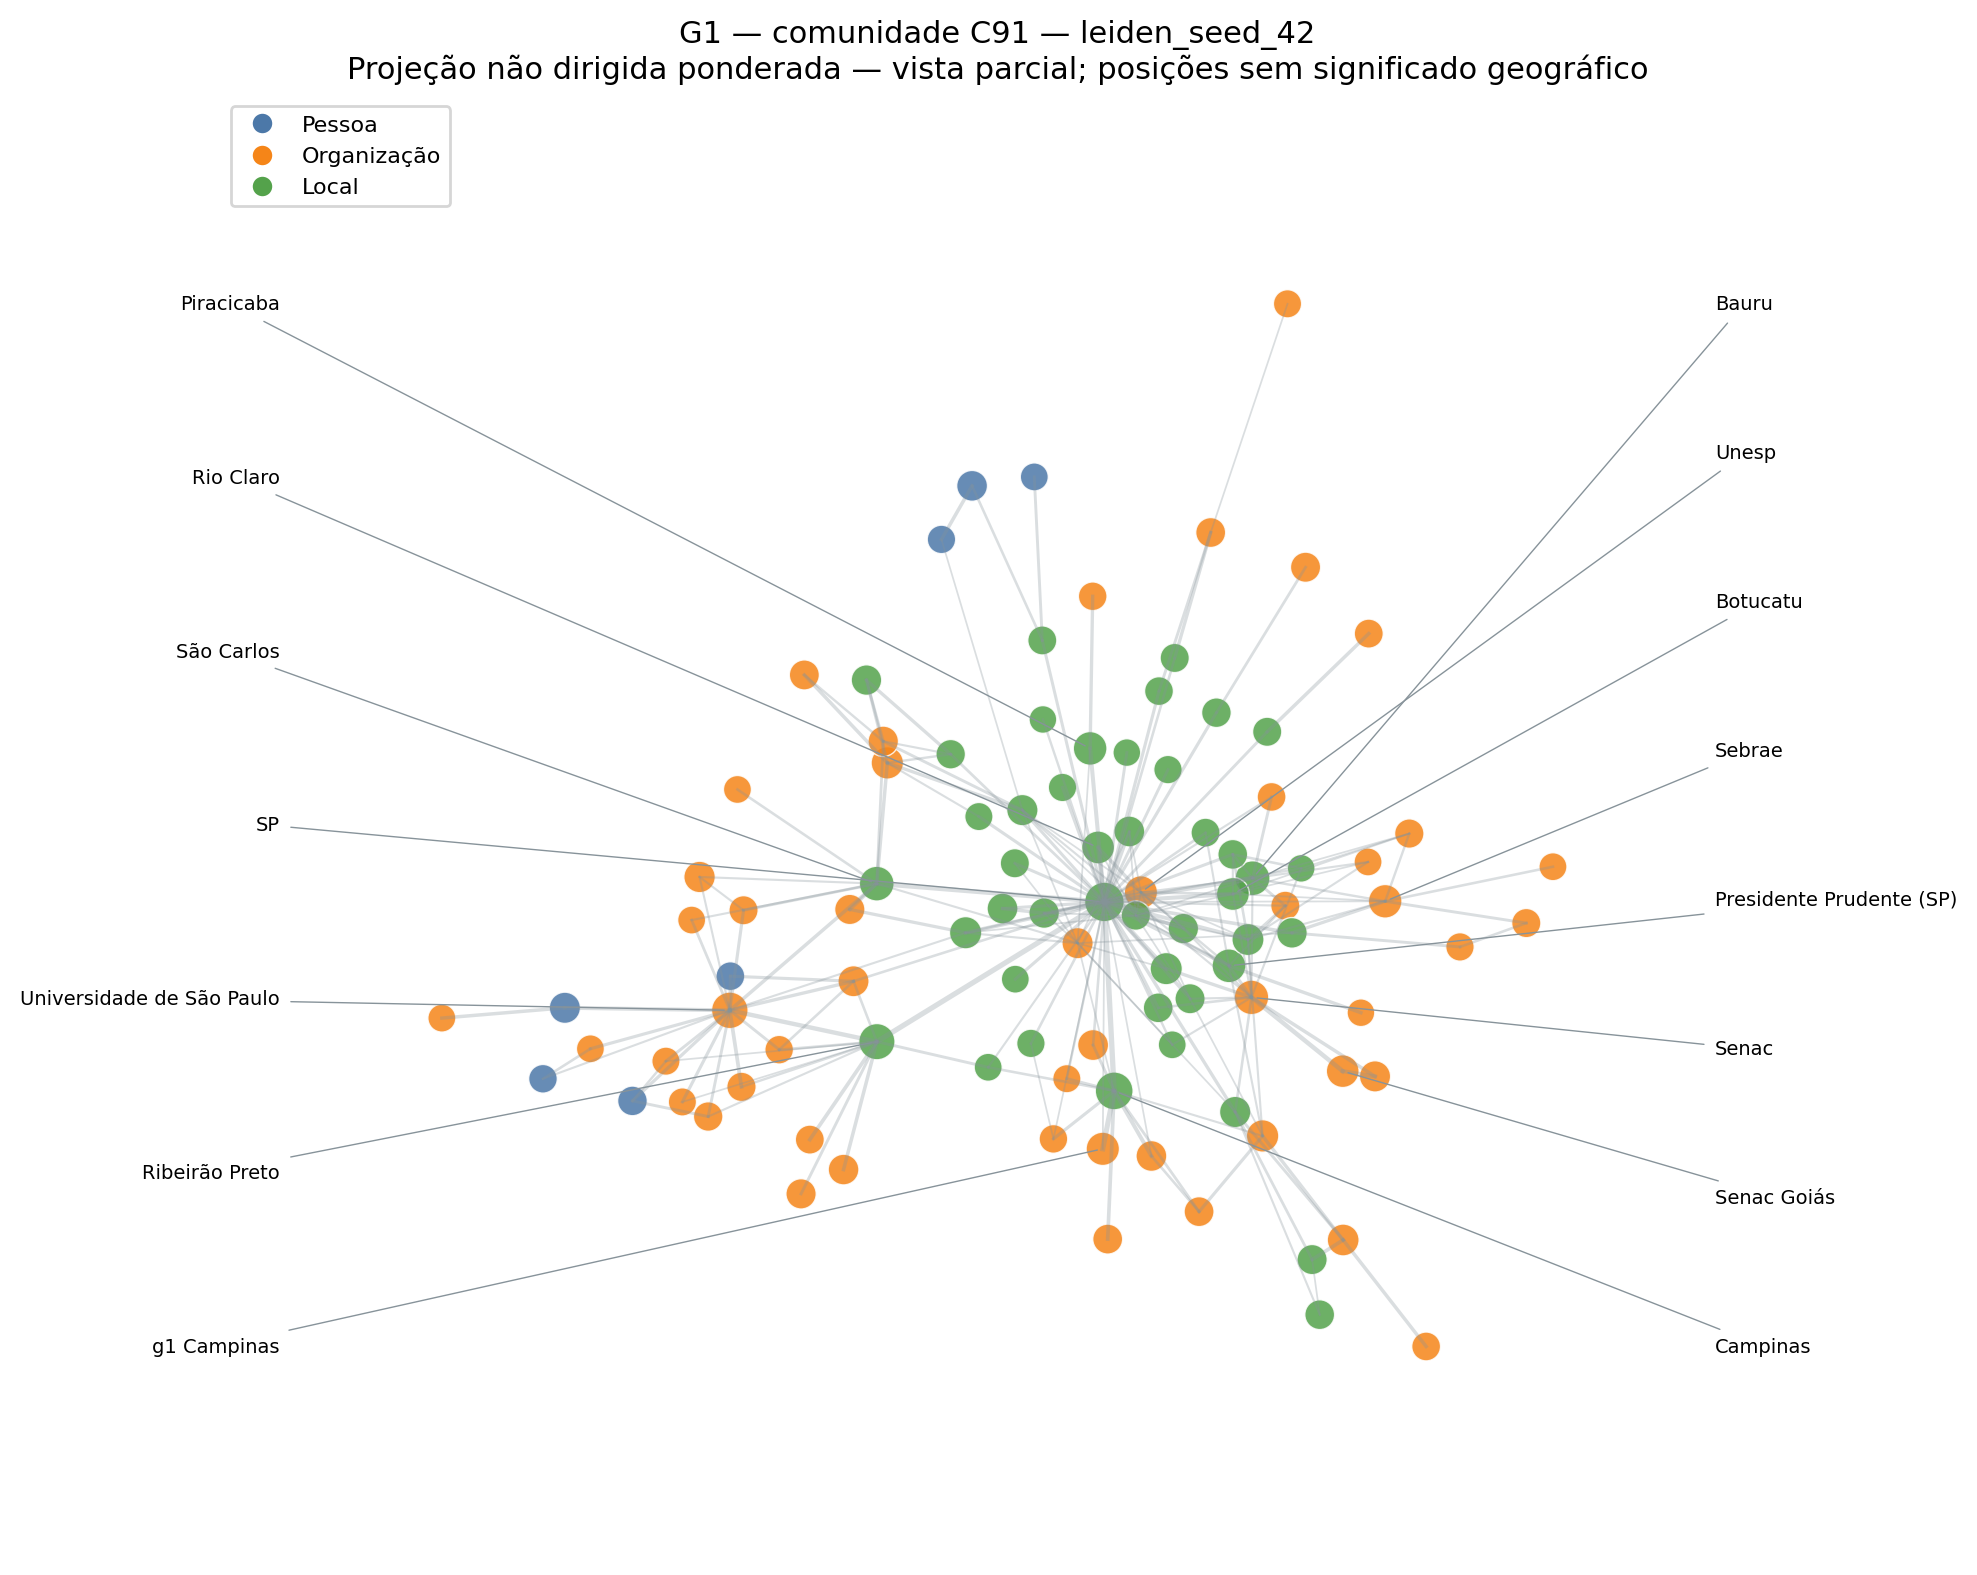 G1 — comunidade C91 — leiden_seed_42
Projeção não dirigida ponderada — vista parcial; posições sem significado geográfico
Pessoa
Organização
Local
Piracicaba
Rio Claro
São Carlos
SP
Universidade de São Paulo
Ribeirão Preto
g1 Campinas
Bauru
Unesp
Botucatu
Sebrae
Presidente Prudente (SP)
Senac
Senac Goiás
Campinas